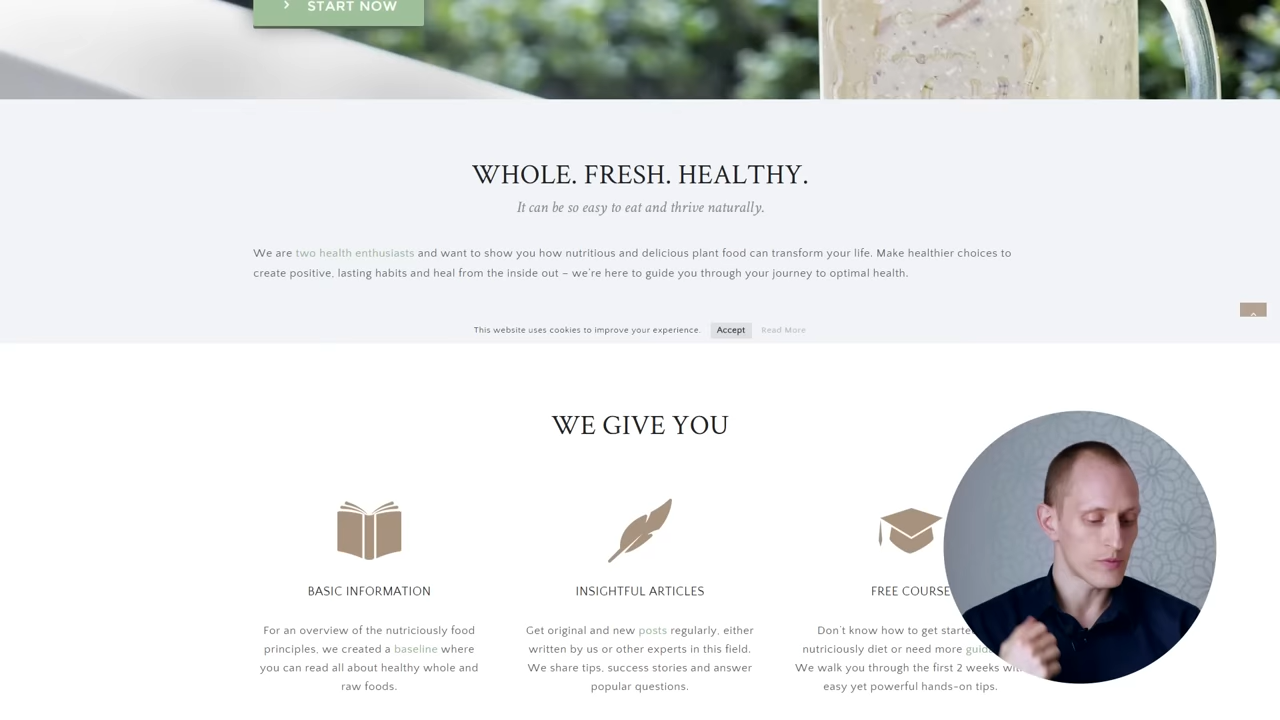 START NOW
WHOLE. FRESH. HEALTHY.
It can be so easy to eat and thrive naturally.
We are two health enthusiasts and want to show you how nutritious and delicious plant food can transform your life. Make healthier choices to
create positive, lasting habits and heal from the inside out – we're here to guide you through your journey to optimal health.
This website uses cookies to improve your experience. Accept Read More
WE GIVE YOU
BASIC INFORMATION
For an overview of the nutriciously food
principles, we created a baseline where
you can read all about healthy whole and
raw foods.
INSIGHTFUL ARTICLES
Get original and new posts regularly, either
written by us or other experts in this field.
We share tips, success stories and answer
popular questions.
FREE COURSE
Don't know how to get
nutriciously diet or need more
We walk you through the first 2 weeks
easy yet powerful hands-on tips.